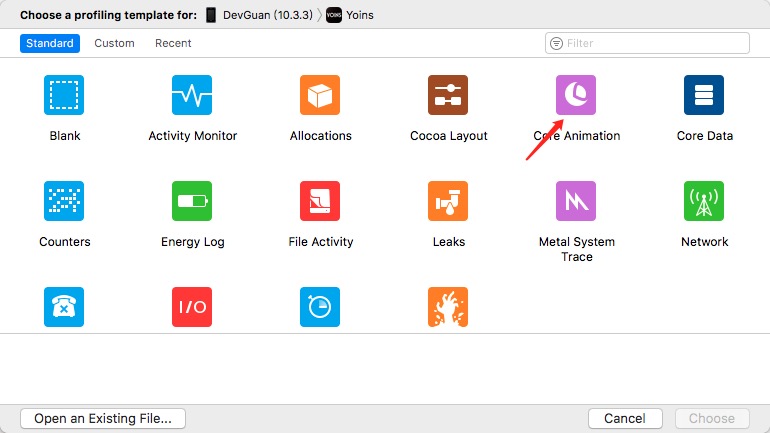 Choose a profiling template for: DevGuan (10.3.3) YOINS Yoins
Standard Custom Recent Filter
Blank Activity Monitor Allocations Cocoa Layout Core Animation Core Data
Counters Energy Log File Activity Leaks Metal System Network
Trace
I/O
Open an Existing File... Cancel Choose